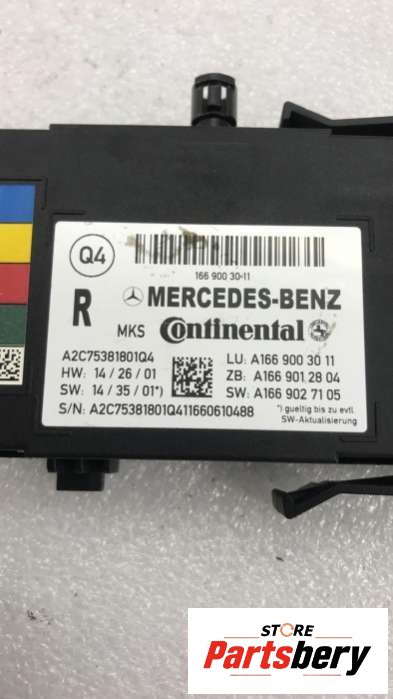 Q4
166 900 30-11
R
MERCEDES-BENZ
MKS Continental
A2C75381801Q4
HW: 14 / 26 / 01
SW: 14 / 35 / 01*)
S/N: A2C75381801Q411660610488
LU: A166 900 30 11
ZB: A166 901 28 04
SW: A166 902 71 05
*) gueltig bis zu evtl.
SW-Aktualisierung
STORE
Partsbery